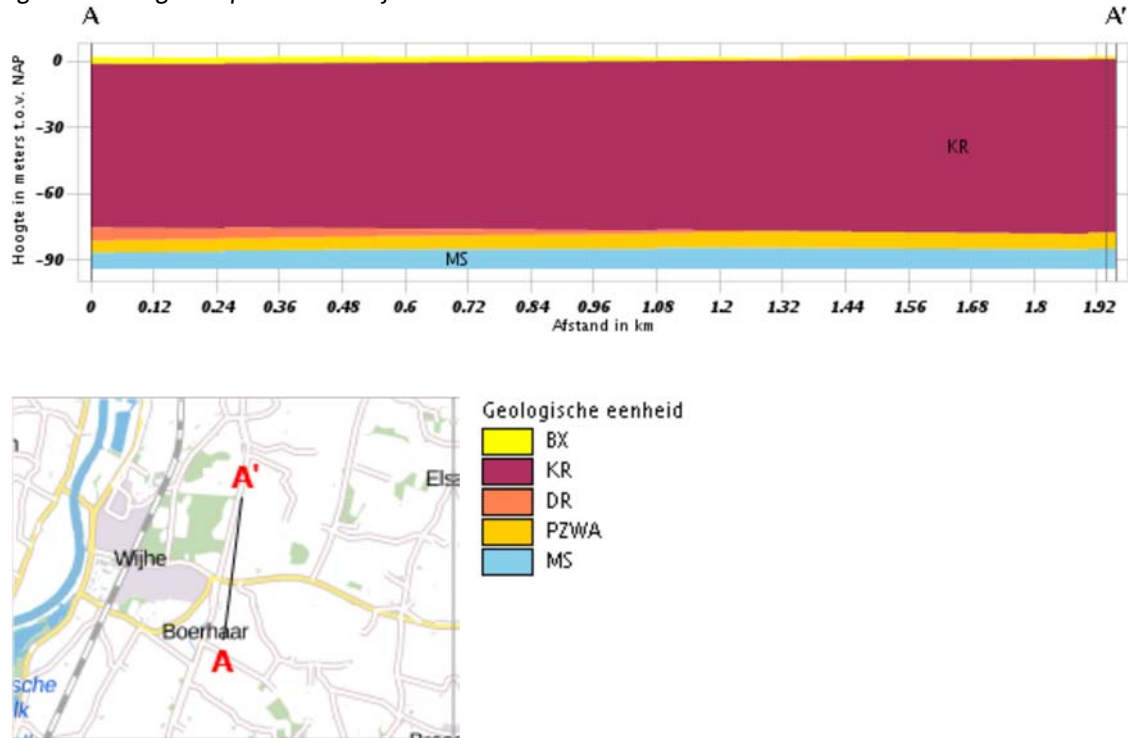 A A'
Hoogte in meters t.o.v. NAP
0
-30
-60
-90
KR
MS
0 0.12 0.24 0.36 0.48 0.6 0.72 0.84 0.96 1.08 1.2 1.32 1.44 1.56 1.68 1.8 1.92
Afstand in km
Geologische eenheid
BX
KR
DR
PZWA
MS
A'
Els
Wijhe
Boerhaar
A
sche
lk